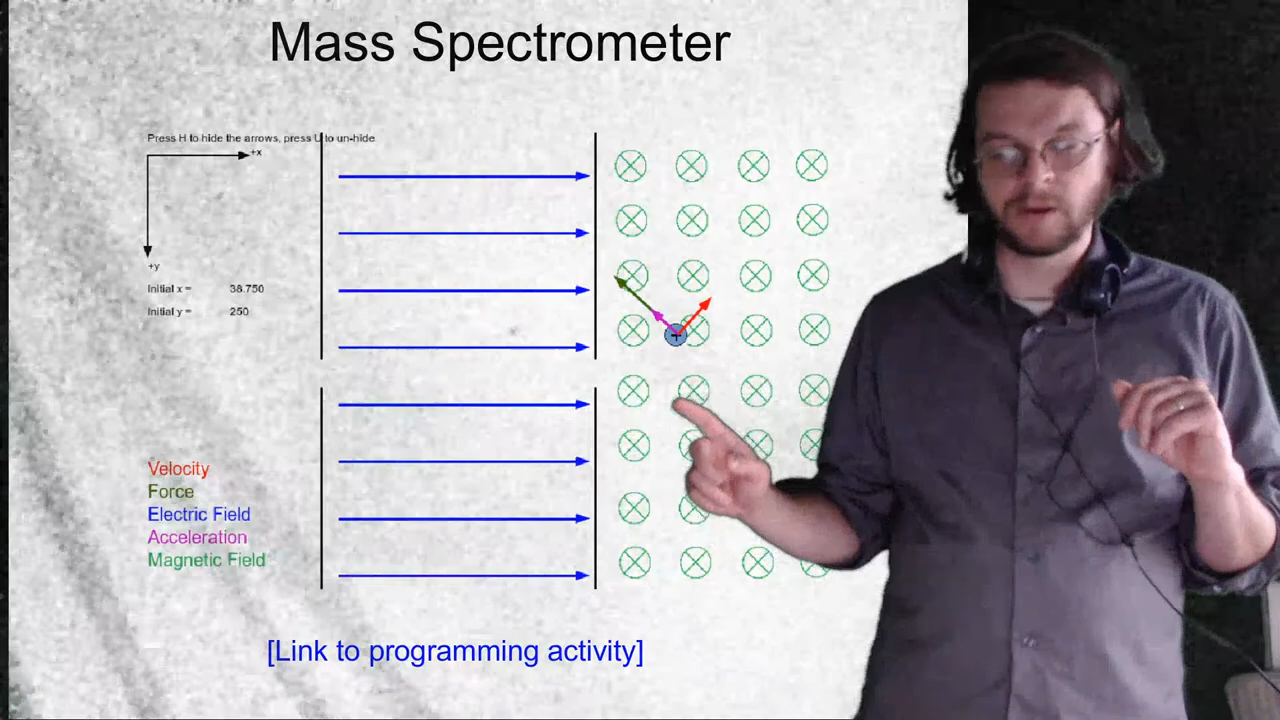 Mass Spectrometer
Press H to hide the arrows, press U to un-hide
+x
+y
Initial x = 38.750
Initial y = 250
+
Velocity
Force
Electric Field
Acceleration
Magnetic Field
[Link to programming activity]